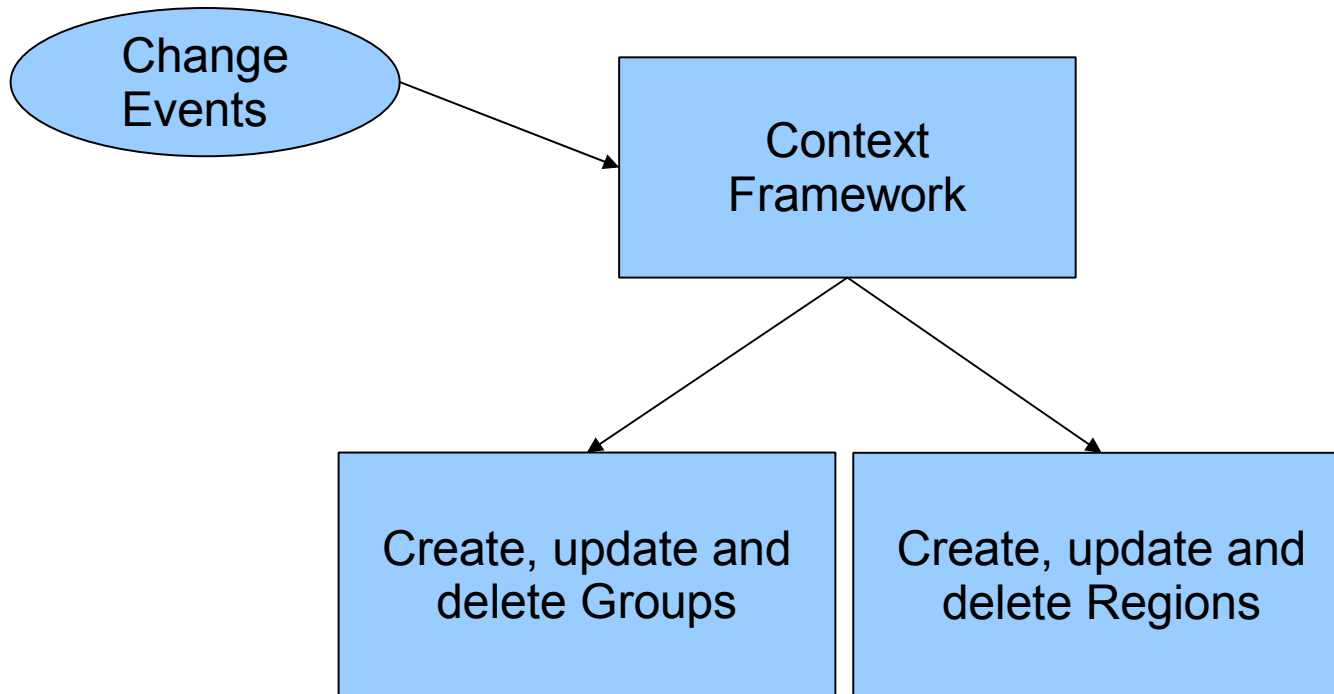 Change
Events
Context
Framework
Create, update and
delete Groups
Create, update and
delete Regions